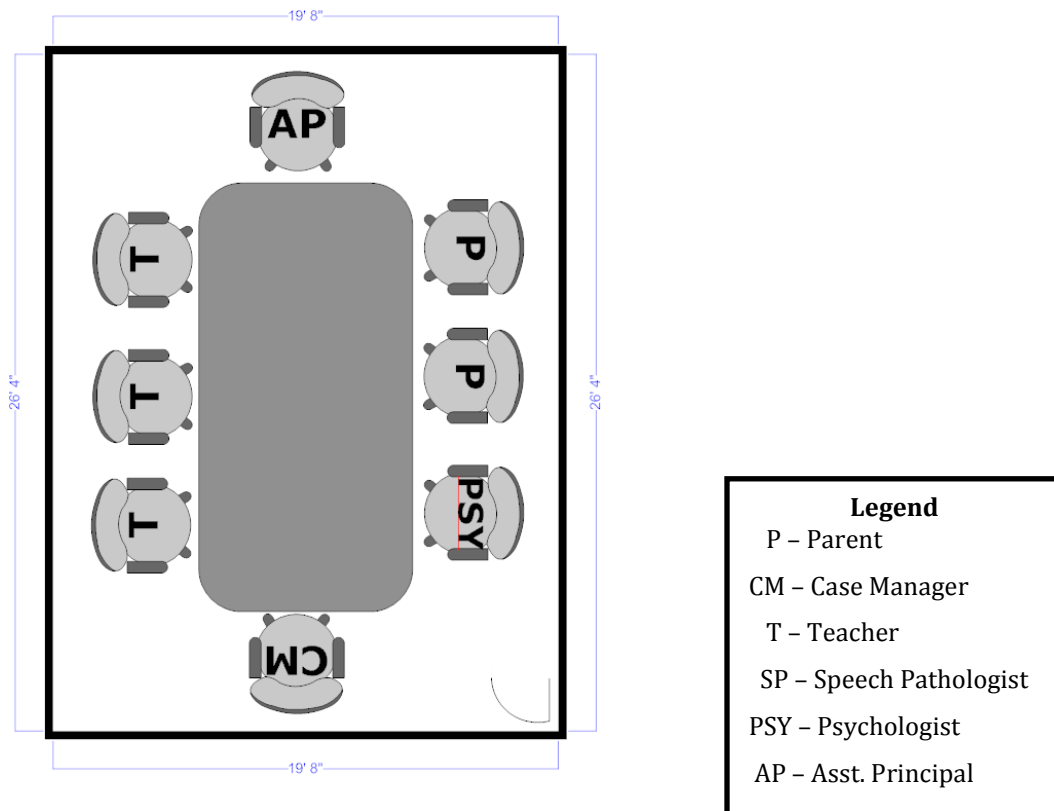 19' 8"
AP
T
P
26' 4"
26' 4"
T
P
T
PSY
CM
19' 8"
Legend
P – Parent
CM – Case Manager
T – Teacher
SP – Speech Pathologist
PSY – Psychologist
AP – Asst. Principal